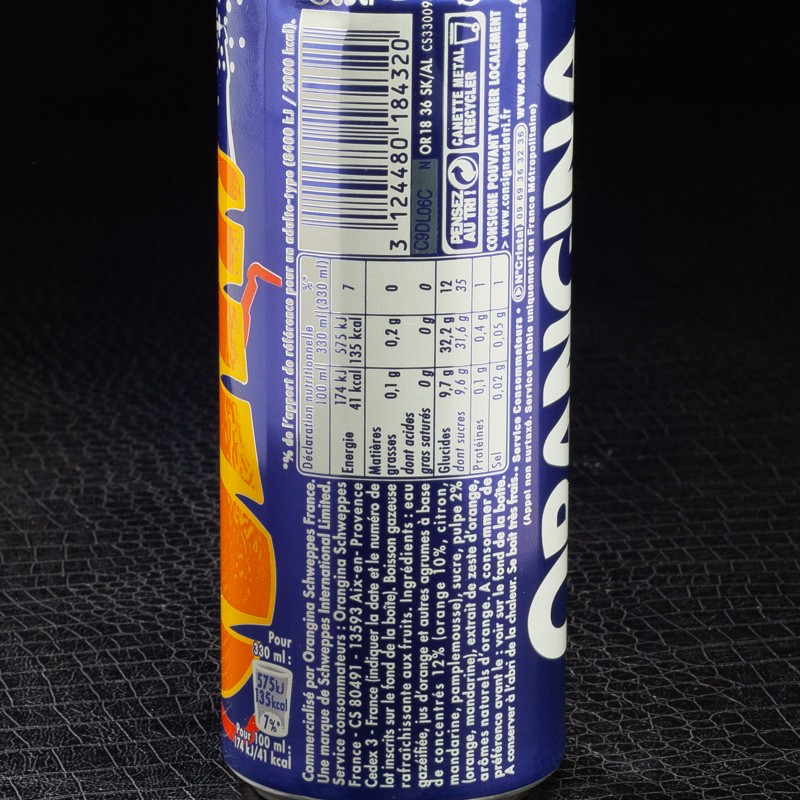 *% de l'apport de référence pour un adulte-type (8400 kJ / 2000 kcal).
Déclaration nutritionnelle
100 ml 330 ml %* (330 ml)
Energie 174 kJ 575 kJ 7
41 kcal 135 kcal
Matières
grasses 0,1 g 0,2 g 0
dont acides
gras saturés 0 g 0 g 0
Glucides 9,7 g 32,2 g 12
dont sucres 9,6 g 31,6 g 35
Protéines 0,1 g 0,4 g 1
Sel 0,02 g 0,05 g 1
3 124480 184320
C9DL06C N OR18 36 SK/AL CS33009
PENSEZ
AU TRI !
CANETTE MÉTAL
À RECYCLER
CONSIGNE POUVANT VARIER LOCALEMENT
> www.consignesdetri.fr
Commercialisé par Orangina Schweppes France.
Une marque de Schweppes International Limited.
Service consommateurs : Orangina Schweppes
France - CS 80491 - 13593 Aix-en-Provence
Cedex 3 - France (indiquer la date et le numéro de
lot inscrits sur le fond de la boîte). Boisson gazeuse
rafraîchissante aux fruits. Ingrédients : eau
gazéifiée, jus d'orange et autres agrumes à base
de concentrés 12% (orange 10%, citron,
mandarine, pamplemousse), sucre, pulpe 2%
(orange, mandarine), extrait de zeste d'orange,
arômes naturels d'orange. A consommer de
préférence avant le : voir sur le fond de la boîte.
A conserver à l'abri de la chaleur. Se boit très frais. • Service Consommateurs • N°Cristal 09 69 36 32 36 www.orangina.fr
(Appel non surtaxé. Service valable uniquement en France Métropolitaine)
ORANGINA
Pour
330 ml :
575kJ
135kcal
7%*
Pour 100 ml :
174 kJ/41 kcal